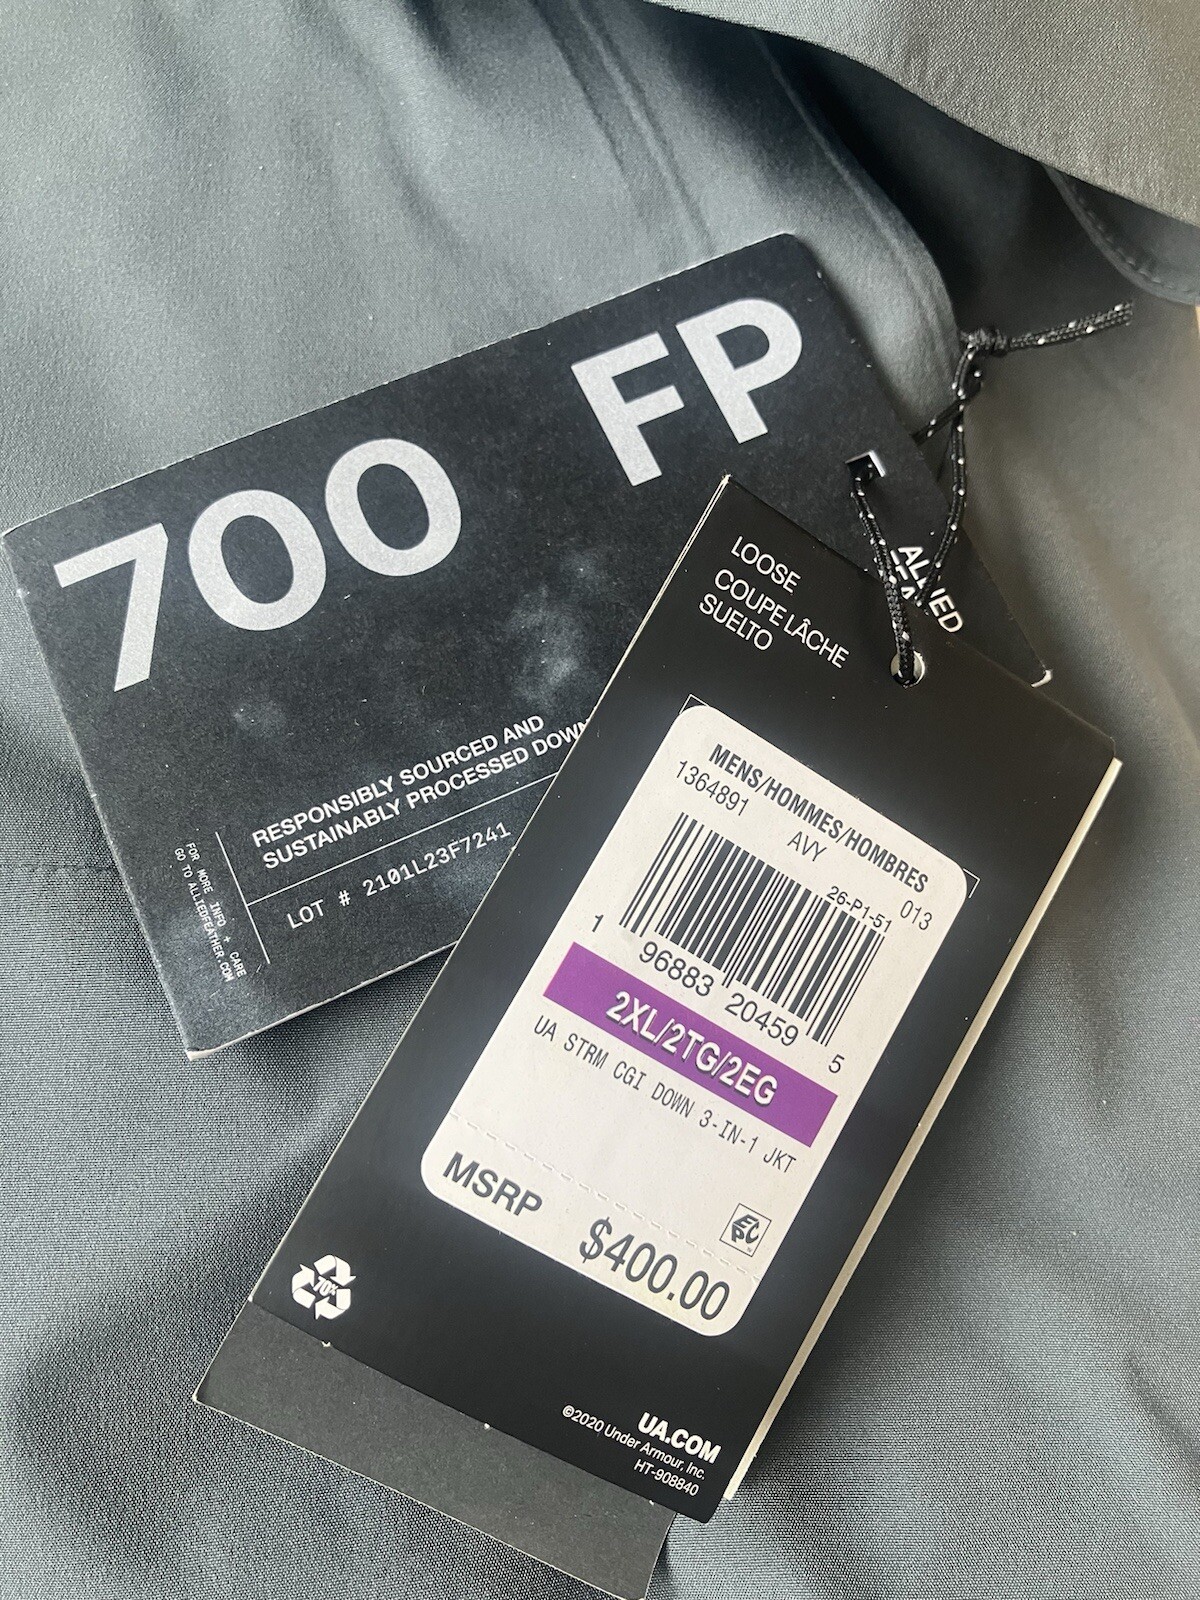 700 FP
RESPONSIBLY SOURCED AND
SUSTAINABLY PROCESSED DOWN
LOT # 2101L23F7241
FOR MORE INFO + CARE
GO TO ALLIEDFEATHER.COM
ALLIED
LOOSE
COUPE LÂCHE
SUELTO
MENS/HOMMES/HOMBRES
1364891 AVY 013
26-P1-51
1 96883 20459 5
2XL/2TG/2EG
UA STRM CGI DOWN 3-IN-1 JKT
MSRP $400.00
70%
UA.COM
©2020 Under Armour, Inc.
HT-908840